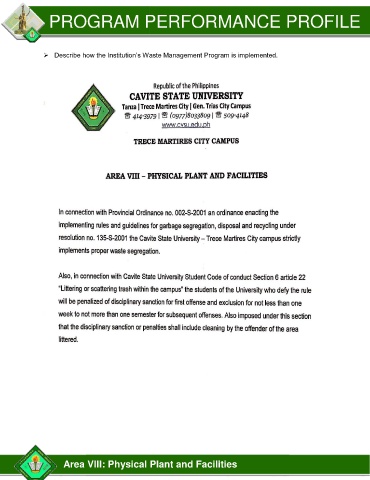 PROGRAM PERFORMANCE PROFILE
➢ Describe how the Institution's Waste Management Program is implemented.
Republic of the Philippines
CAVITE STATE UNIVERSITY
Tanza | Trece Martires City | Gen. Trias City Campus
☏ 414-3979 | ☏ (0977)8033809 | ☏ 509-4148
www.cvsu.edu.ph
TRECE MARTIRES CITY CAMPUS
AREA VIII – PHYSICAL PLANT AND FACILITIES
In connection with Provincial Ordinance no. 002-S-2001 an ordinance enacting the
implementing rules and guidelines for garbage segregation, disposal and recycling under
resolution no. 135-S-2001 the Cavite State University – Trece Martires City campus strictly
implements proper waste segregation.
Also, in connection with Cavite State University Student Code of conduct Section 6 article 22
"Littering or scattering trash within the campus" the students of the University who defy the rule
will be penalized of disciplinary sanction for first offense and exclusion for not less than one
week to not more than one semester for subsequent offenses. Also imposed under this section
that the disciplinary sanction or penalties shall include cleaning by the offender of the area
littered.
Area VIII: Physical Plant and Facilities